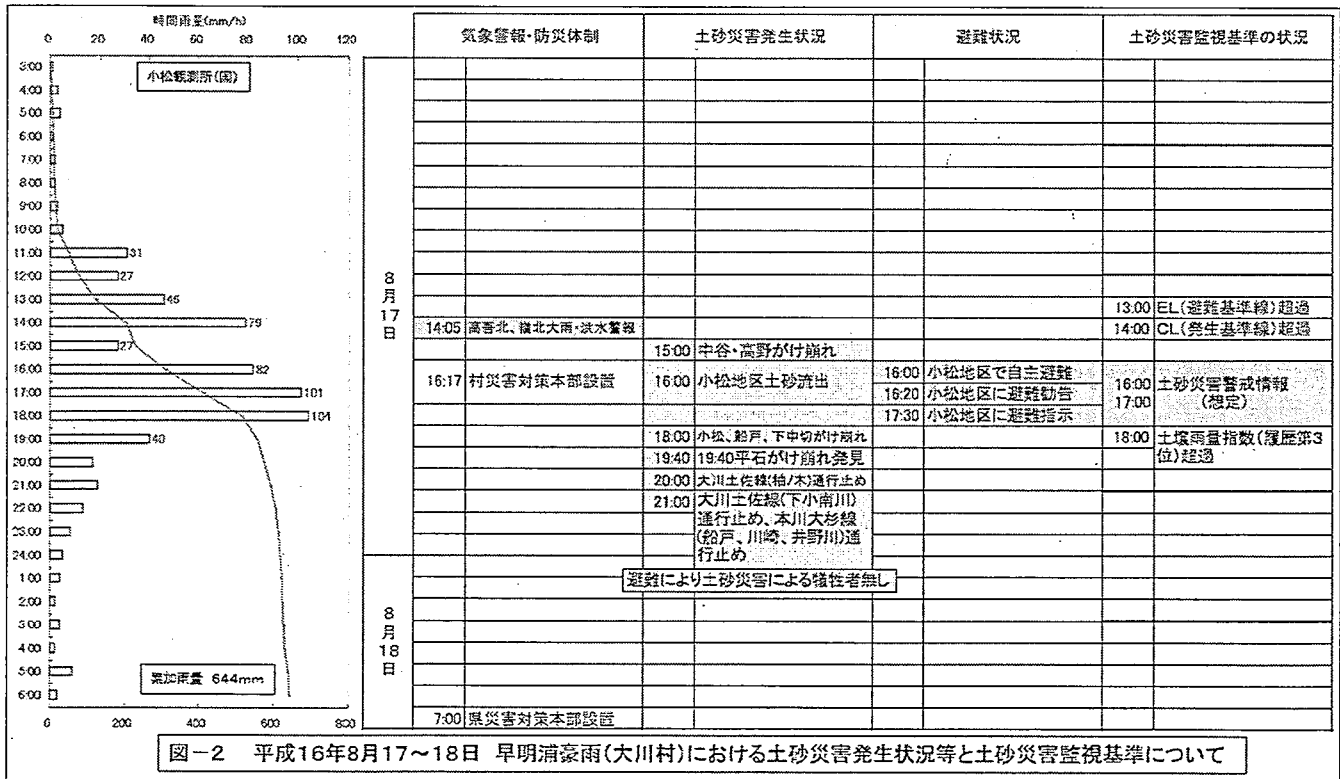 時間雨量(mm/h)
0 20 40 60 80 100 120
小松観測所(国)
3:00
4:00
5:00
6:00
7:00
8:00
9:00
10:00
11:00 31
12:00 27
13:00 46
14:00 79
15:00 27
16:00 82
17:00 101
18:00 104
19:00 40
20:00
21:00
22:00
23:00
24:00
1:00
2:00
3:00
4:00
5:00
6:00
累加雨量 644mm
0 200 400 600 800
気象警報・防災体制 土砂災害発生状況 避難状況 土砂災害監視基準の状況
8月17日
13:00 EL(避難基準線)超過
14:05 高吾北、嶺北大雨・洪水警報
14:00 CL(発生基準線)超過
15:00 中谷・高野がけ崩れ
16:17 村災害対策本部設置
16:00 小松地区土砂流出
16:00 小松地区で自主避難
16:20 小松地区に避難勧告
17:30 小松地区に避難指示
16:00 土砂災害警戒情報
17:00 (想定)
18:00 小松、船戸、下中切がけ崩れ
18:00 土壌雨量指数(履歴第3
位)超過
19:40 19:40平石がけ崩れ発見
20:00 大川土佐線(柚ノ木)通行止め
21:00 大川土佐線(下小南川)
通行止め、本川大杉線
(船戸、川崎、井野川)通
行止め
避難により土砂災害による犠牲者無し
8月18日
7:00 県災害対策本部設置
図-2 平成16年8月17~18日 早明浦豪雨(大川村)における土砂災害発生状況等と土砂災害監視基準について